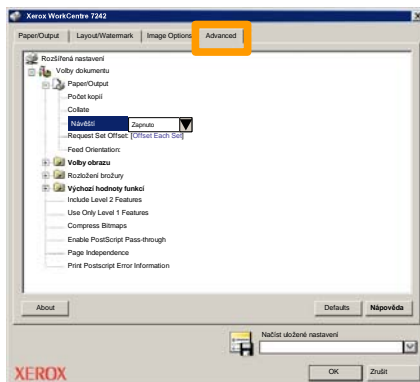 Xerox WorkCentre 7242
Paper/Output Layout/Watermark Image Options Advanced
Rozšířená nastavení
Volby dokumentu
Paper/Output
Počet kopií
Collate
Návěští Zapnuto
Request Set Offset: [Offset Each Set]
Feed Orientation:
Volby obrazu
Rozložení brožury
Výchozí hodnoty funkcí
Include Level 2 Features
Use Only Level 1 Features
Compress Bitmaps
Enable PostScript Pass-through
Page Independence
Print Postscript Error Information
About Defaults Nápověda
Načíst uložené nastavení
XEROX OK Zrušit